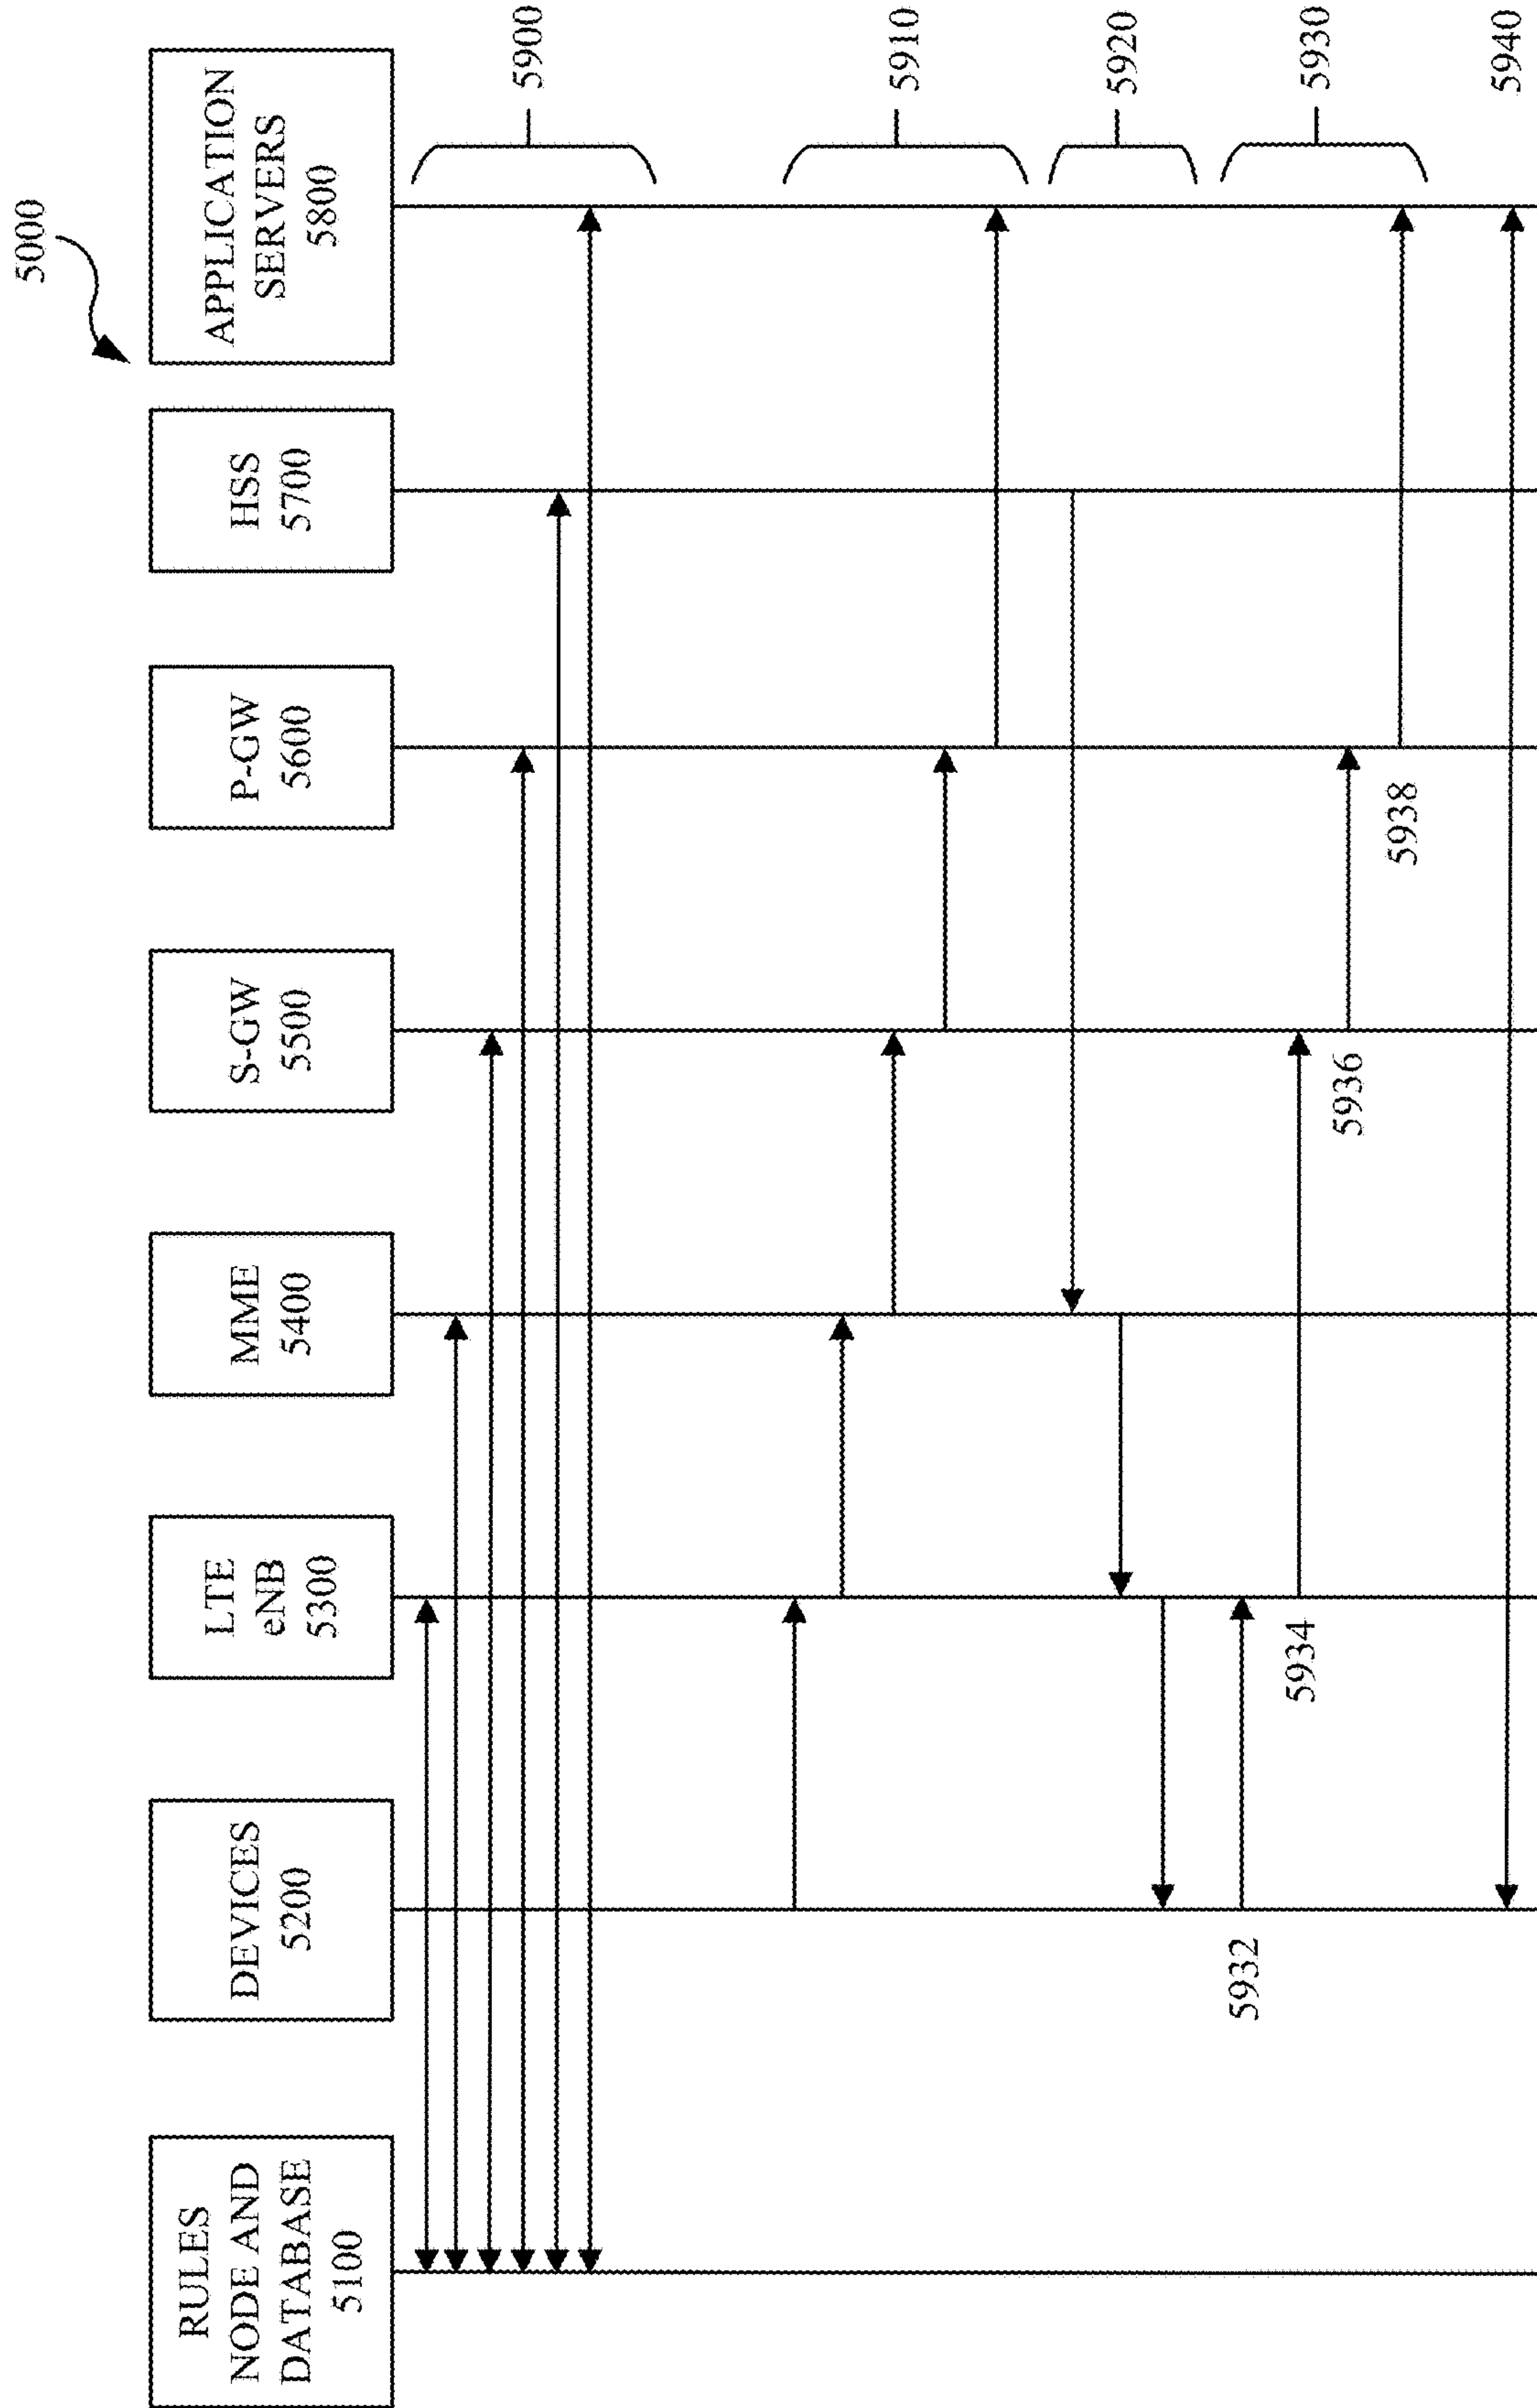 5000
RULES
NODE AND
DATABASE
5100
DEVICES
5200
LTE
eNB
5300
MME
5400
S-GW
5500
P-GW
5600
HSS
5700
APPLICATION
SERVERS
5800
5900
5910
5920
5930
5932
5934
5936
5938
5940